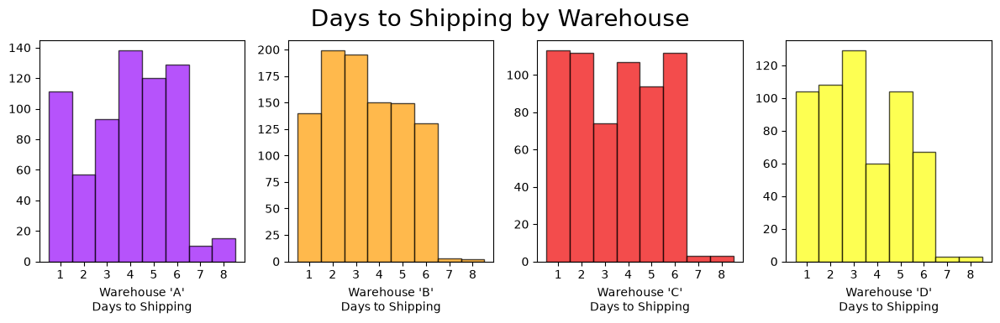 Days to Shipping by Warehouse
140
120
100
80
60
40
20
0
1 2 3 4 5 6 7 8
Warehouse 'A'
Days to Shipping
200
175
150
125
100
75
50
25
0
1 2 3 4 5 6 7 8
Warehouse 'B'
Days to Shipping
100
80
60
40
20
0
1 2 3 4 5 6 7 8
Warehouse 'C'
Days to Shipping
120
100
80
60
40
20
0
1 2 3 4 5 6 7 8
Warehouse 'D'
Days to Shipping